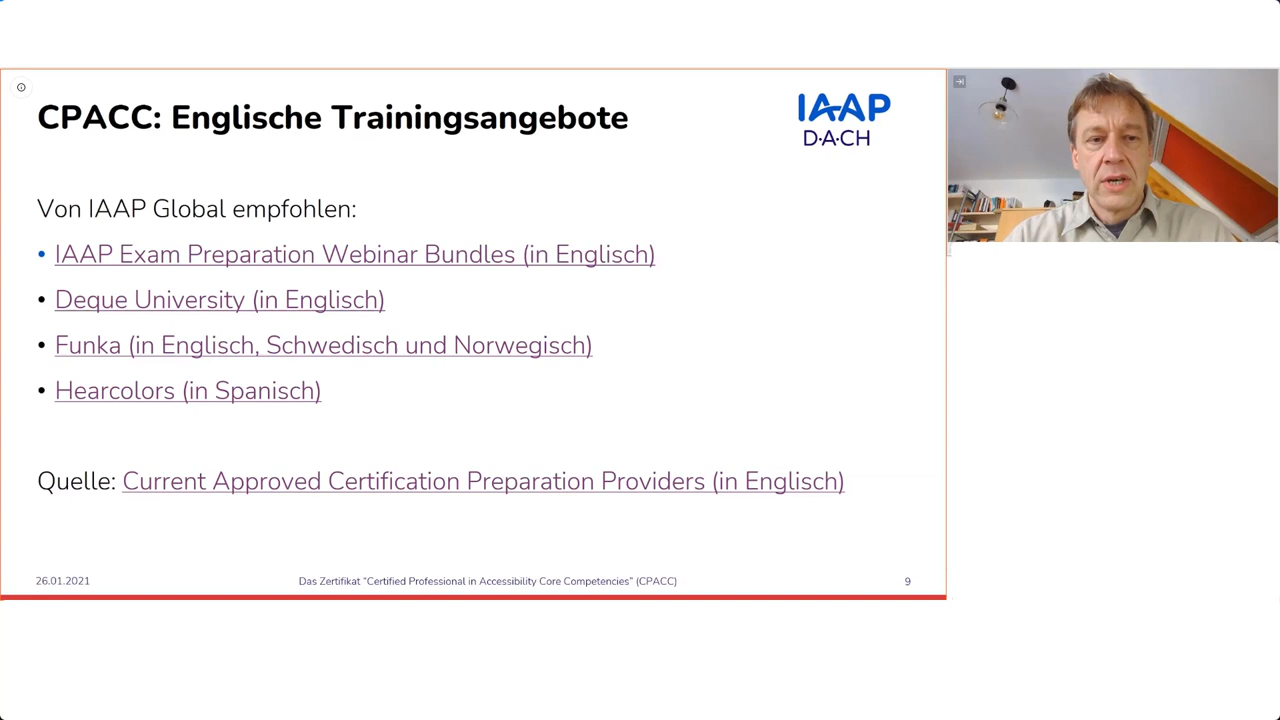 CPACC: Englische Trainingsangebote
IAAP
D·A·CH
Von IAAP Global empfohlen:
• IAAP Exam Preparation Webinar Bundles (in Englisch)
• Deque University (in Englisch)
• Funka (in Englisch, Schwedisch und Norwegisch)
• Hearcolors (in Spanisch)
Quelle: Current Approved Certification Preparation Providers (in Englisch)
26.01.2021
Das Zertifikat "Certified Professional in Accessibility Core Competencies" (CPACC)
9